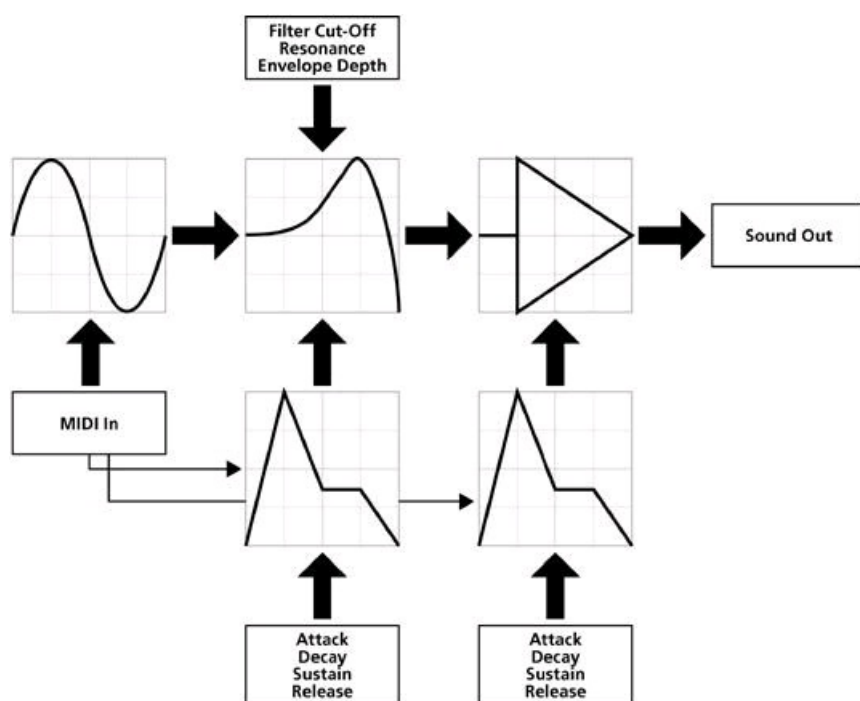 Filter Cut-Off
Resonance
Envelope Depth
Sound Out
MIDI In
Attack
Decay
Sustain
Release
Attack
Decay
Sustain
Release